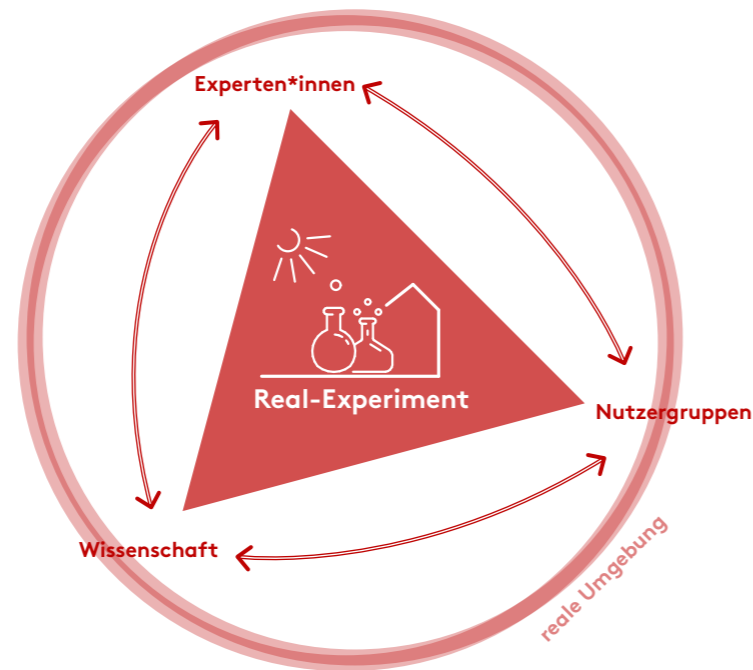 Experten*innen
Real-Experiment
Nutzergruppen
Wissenschaft
reale Umgebung